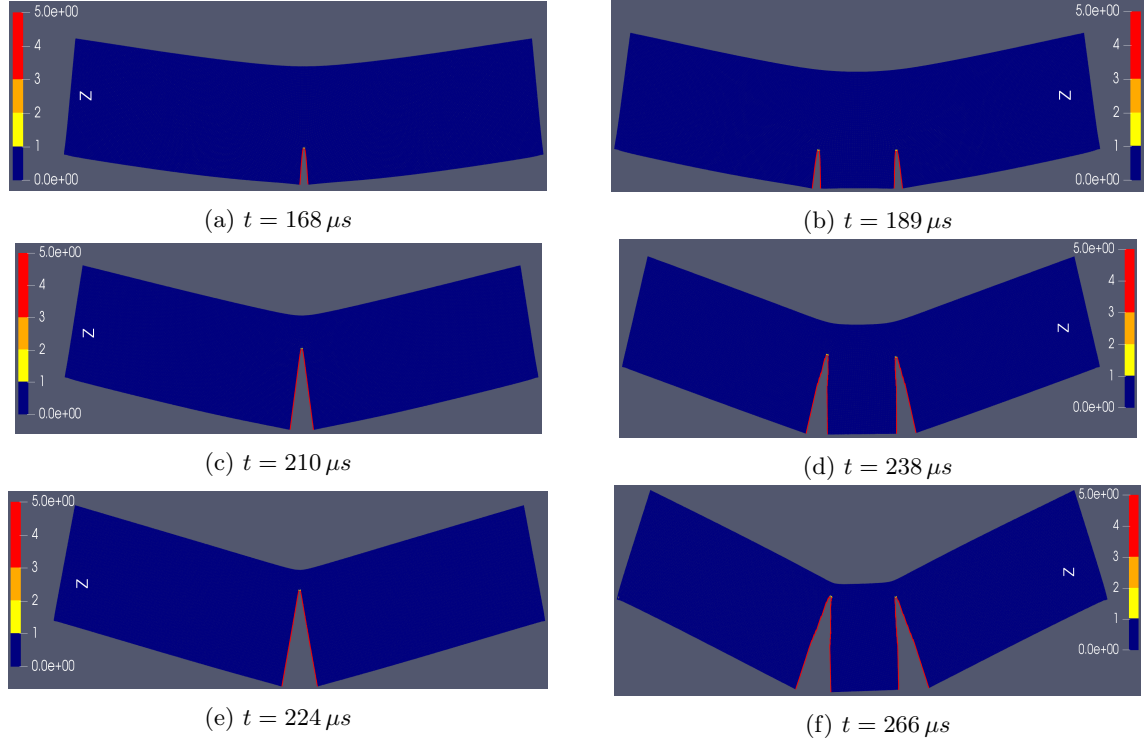 5.0e+00
4
3
2
1
0.0e+00
Z
(a) t = 168 μs
5.0e+00
4
3
2
1
0.0e+00
Z
(b) t = 189 μs
5.0e+00
4
3
2
1
0.0e+00
Z
(c) t = 210 μs
5.0e+00
4
3
2
1
0.0e+00
Z
(d) t = 238 μs
5.0e+00
4
3
2
1
0.0e+00
Z
(e) t = 224 μs
5.0e+00
4
3
2
1
0.0e+00
Z
(f) t = 266 μs